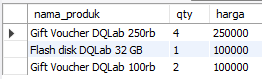 nama_produk qty harga
Gift Voucher DQLab 250rb 4 250000
Flash disk DQLab 32 GB 1 100000
Gift Voucher DQLab 100rb 2 100000